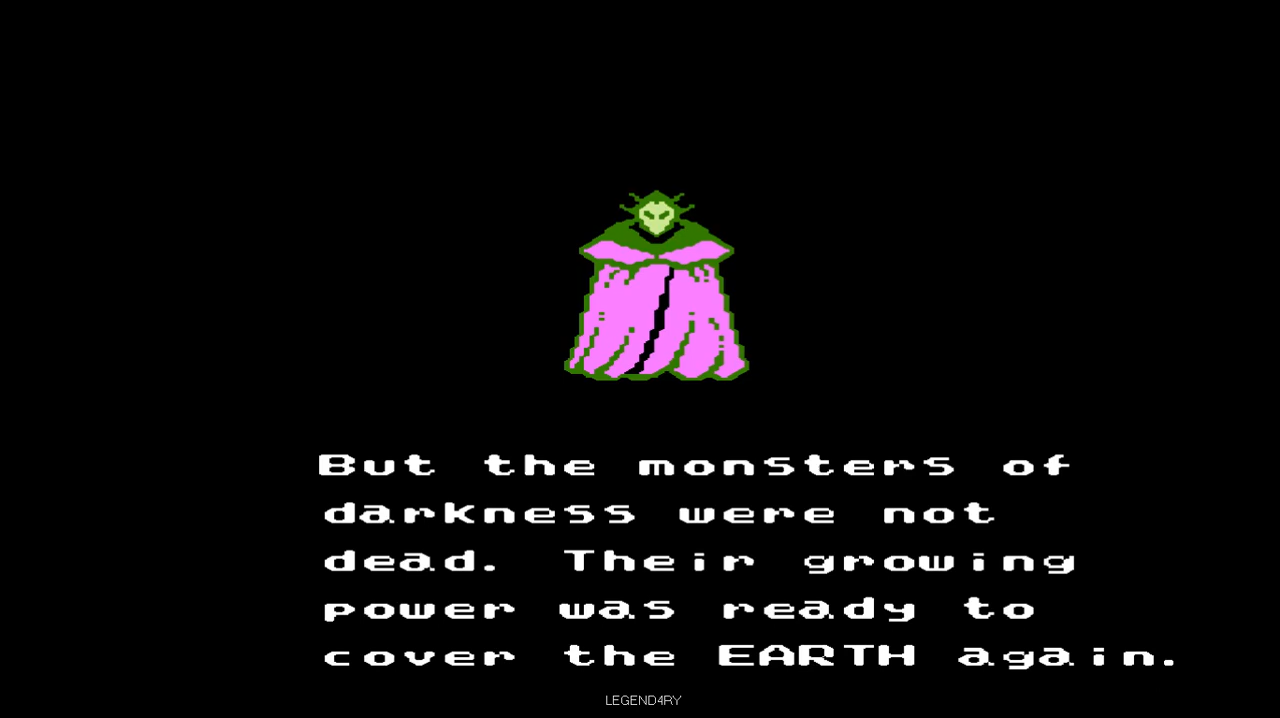 But the monsters of
darkness were not
dead. Their growing
power was ready to
cover the EARTH again.
LEGEND4RY